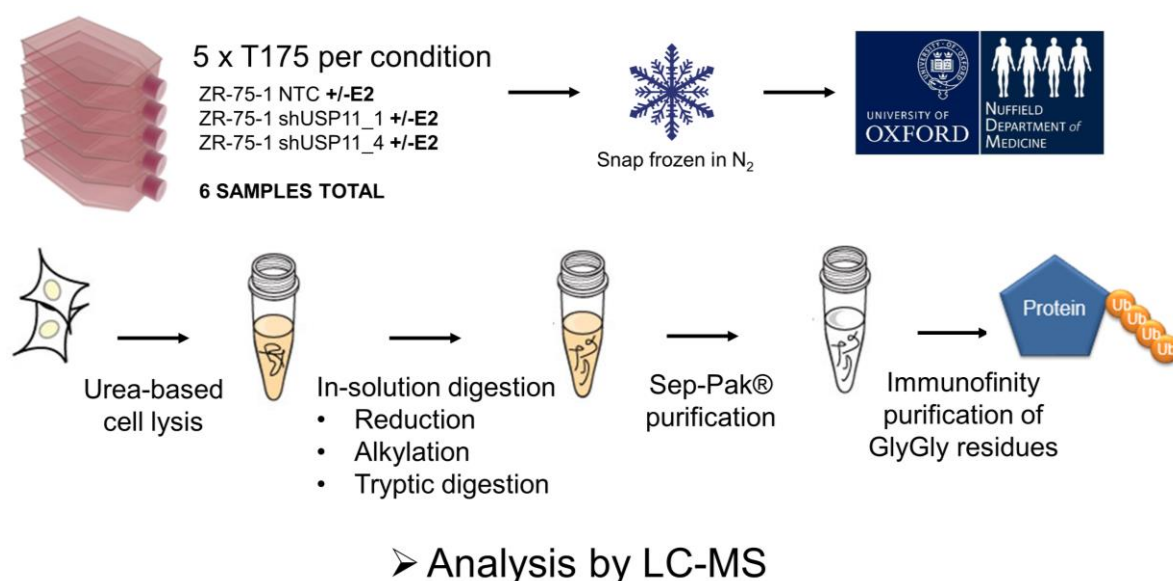 5 x T175 per condition
ZR-75-1 NTC +/-E2
ZR-75-1 shUSP11_1 +/-E2
ZR-75-1 shUSP11_4 +/-E2
6 SAMPLES TOTAL
Snap frozen in N₂
UNIVERSITY OF
OXFORD
NUFFIELD
DEPARTMENT of
MEDICINE
Urea-based
cell lysis
In-solution digestion
• Reduction
• Alkylation
• Tryptic digestion
Sep-Pak®
purification
Protein
Ub
Ub
Ub
Ub
Immunofinity
purification of
GlyGly residues
➢ Analysis by LC-MS